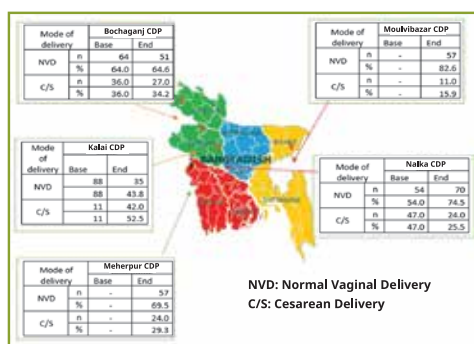 Mode of delivery Bochaganj CDP
Base End
NVD n 64 51
% 64.0 64.6
C/S n 36.0 27.0
% 36.0 34.2
Mode of delivery Moulvibazar CDP
Base End
NVD n - 57
% - 82.6
C/S n - 11.0
% - 15.9
Mode of delivery Kalai CDP
Base End
NVD 88 35
88 43.8
C/S 11 42.0
11 52.5
BANGLADESH
Mode of delivery Nalka CDP
Base End
NVD n 54 70
% 54.0 74.5
C/S n 47.0 24.0
% 47.0 25.5
Mode of delivery Meherpur CDP
Base End
NVD n - 57
% - 69.5
C/S n - 24.0
% - 29.3
NVD: Normal Vaginal Delivery
C/S: Cesarean Delivery